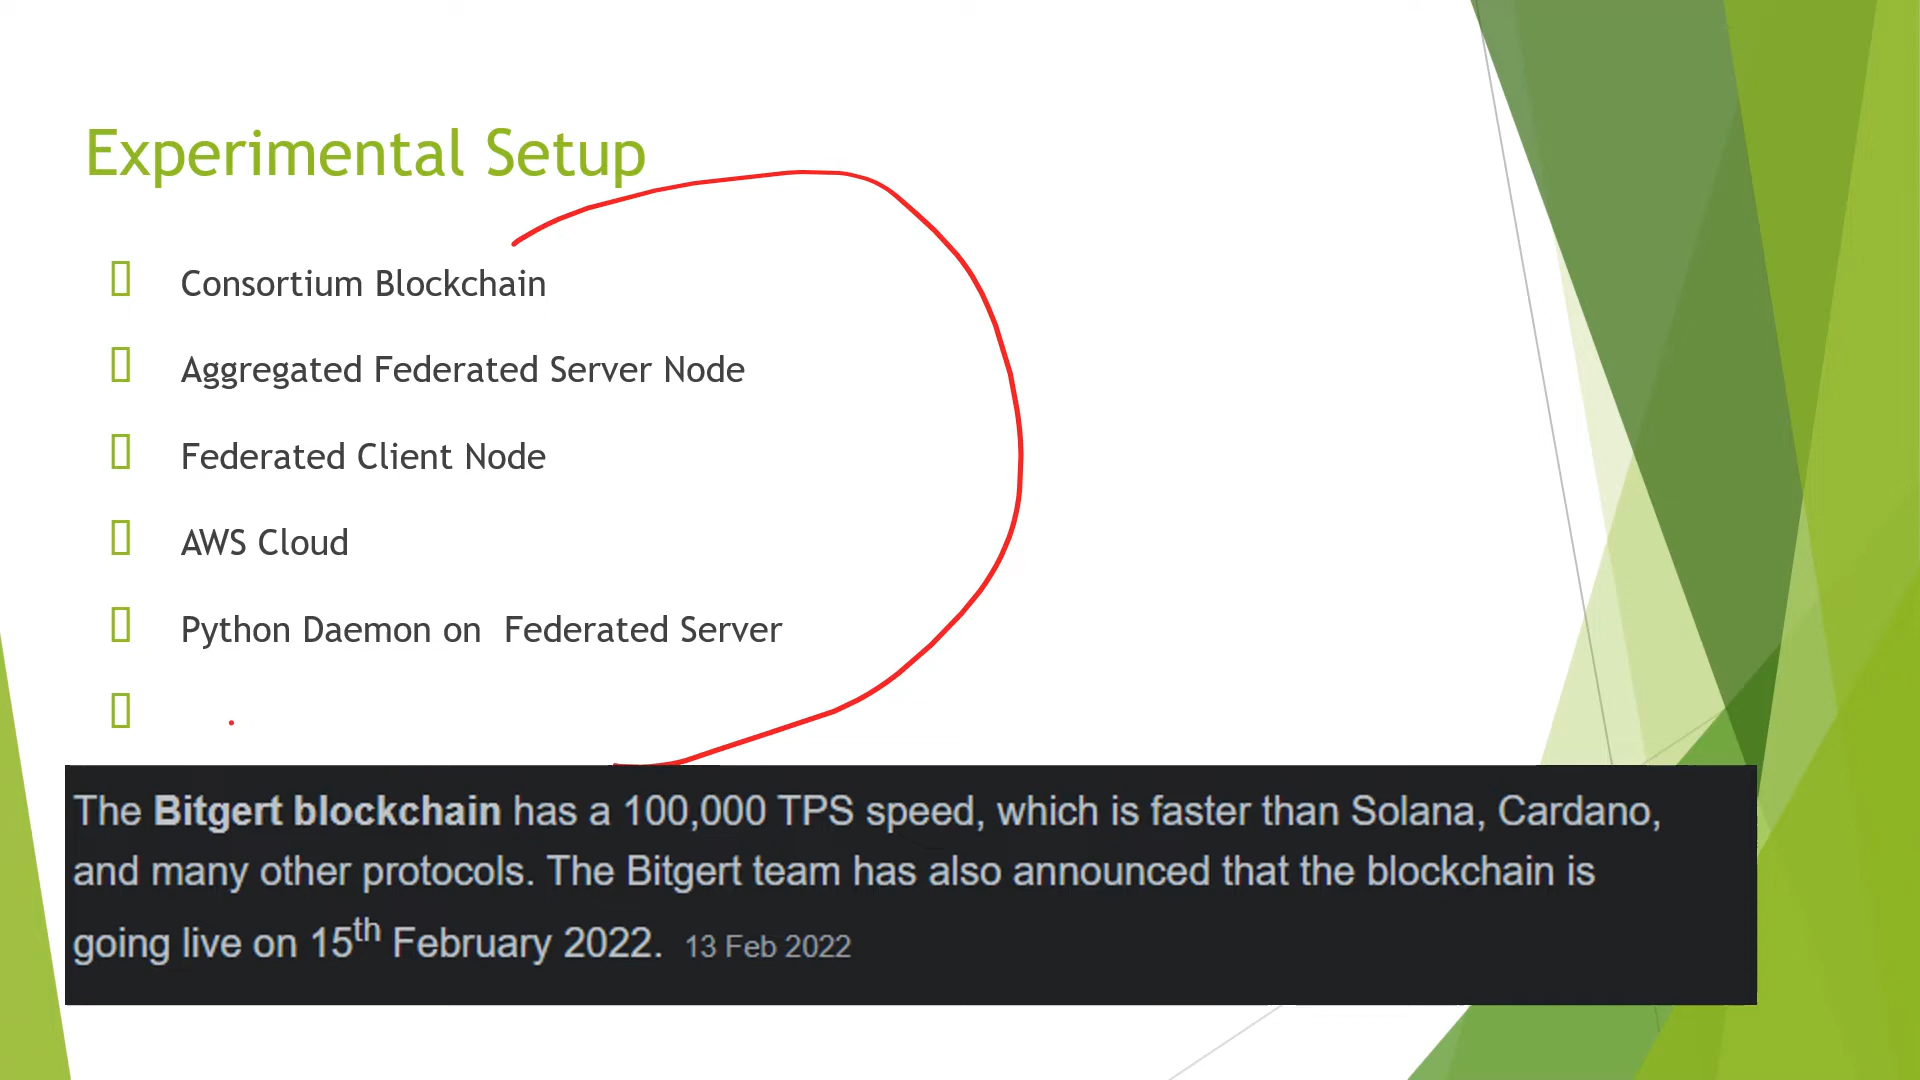 Experimental Setup
Consortium Blockchain
Aggregated Federated Server Node
Federated Client Node
AWS Cloud
Python Daemon on  Federated Server
The Bitgert blockchain has a 100,000 TPS speed, which is faster than Solana, Cardano,
and many other protocols. The Bitgert team has also announced that the blockchain is
going live on 15th February 2022. 13 Feb 2022